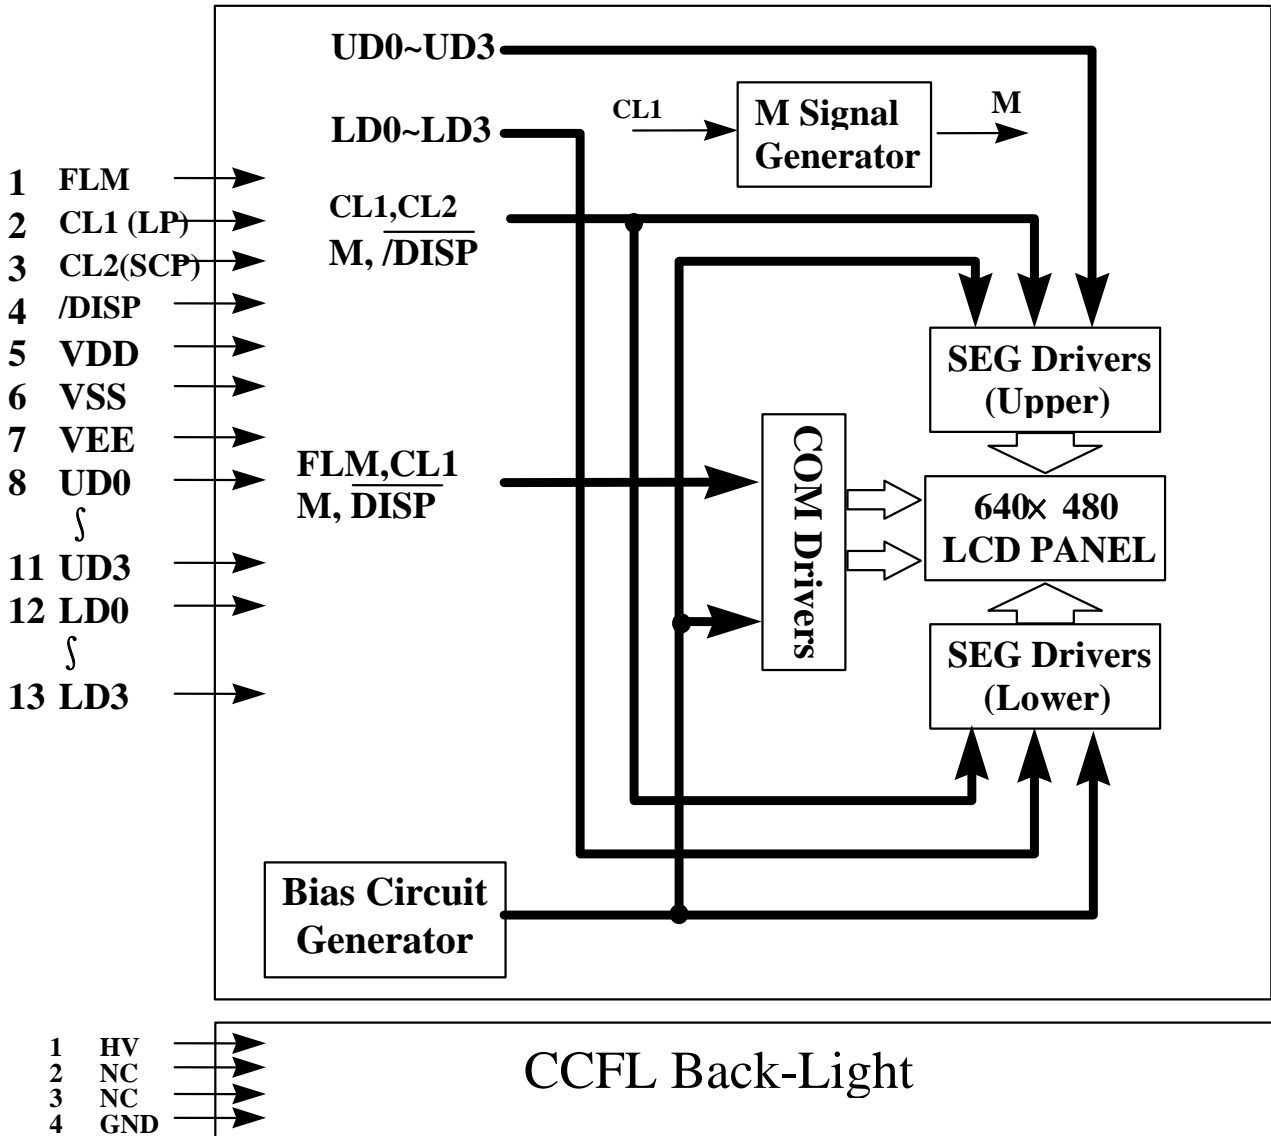 UD0~UD3
CL1
M Signal
Generator
M
LD0~LD3
1 FLM
2 CL1 (LP)
3 CL2(SCP)
4 /DISP
5 VDD
6 VSS
7 VEE
8 UD0
∫
11 UD3
12 LD0
∫
13 LD3
CL1,CL2
M, /DISP
SEG Drivers
(Upper)
FLM,CL1
M, DISP
COM Drivers
640× 480
LCD PANEL
SEG Drivers
(Lower)
Bias Circuit
Generator
1 HV
2 NC
3 NC
4 GND
CCFL Back-Light